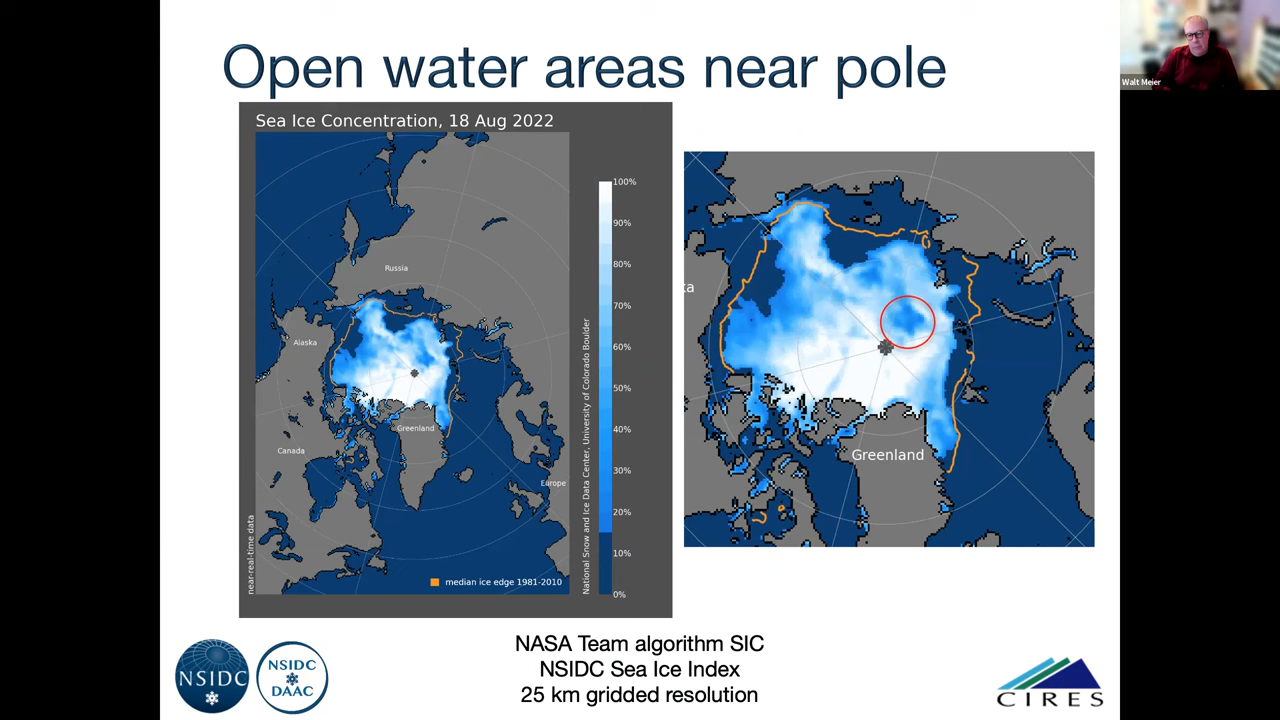 Open water areas near pole
Walt Meier
Sea Ice Concentration, 18 Aug 2022
100%
90%
80%
70%
60%
50%
40%
30%
20%
10%
0%
Russia
Alaska
Greenland
Canada
Europe
near-real-time data
median ice edge 1981-2010
National Snow and Ice Data Center, University of Colorado Boulder
ka
Greenland
NASA Team algorithm SIC
NSIDC Sea Ice Index
25 km gridded resolution
NSIDC
NSIDC
DAAC
CIRES